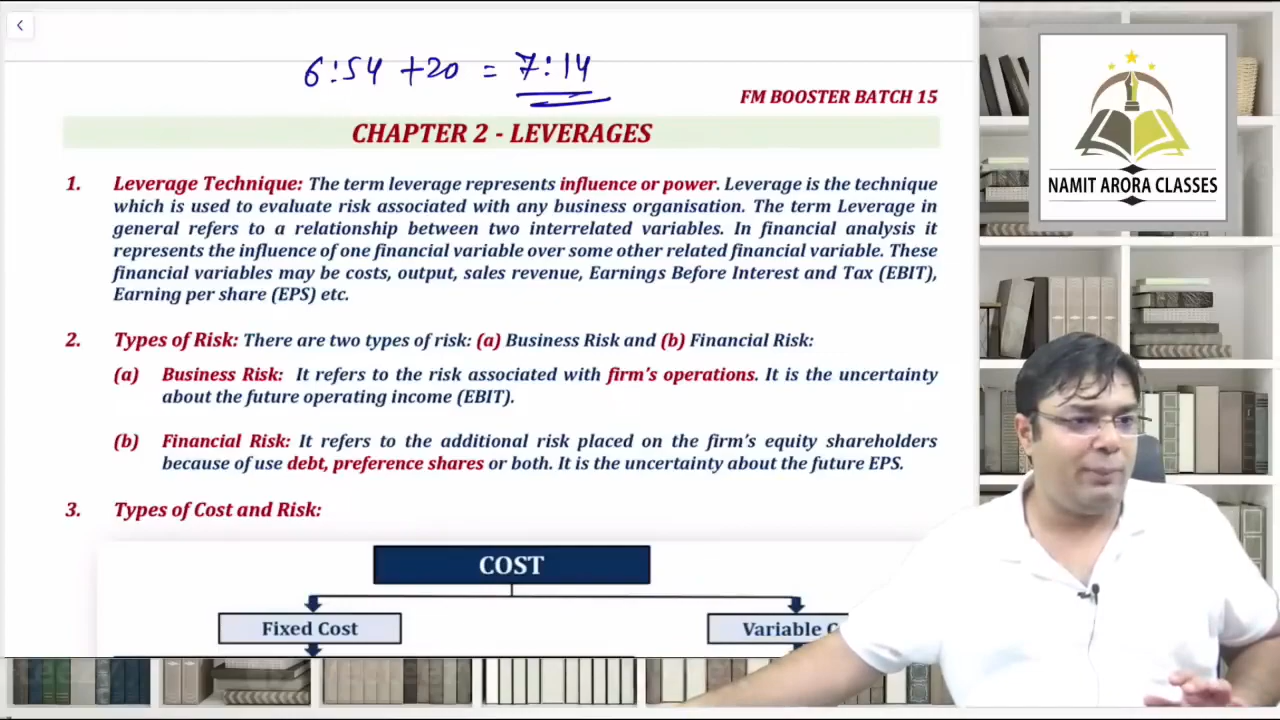 6:54 +20 = 7:14
FM BOOSTER BATCH 15
CHAPTER 2 - LEVERAGES
1. Leverage Technique: The term leverage represents influence or power. Leverage is the technique
which is used to evaluate risk associated with any business organisation. The term Leverage in
general refers to a relationship between two interrelated variables. In financial analysis it
represents the influence of one financial variable over some other related financial variable. These
financial variables may be costs, output, sales revenue, Earnings Before Interest and Tax (EBIT),
Earning per share (EPS) etc.
2. Types of Risk: There are two types of risk: (a) Business Risk and (b) Financial Risk:
(a) Business Risk: It refers to the risk associated with firm's operations. It is the uncertainty
about the future operating income (EBIT).
(b) Financial Risk: It refers to the additional risk placed on the firm's equity shareholders
because of use debt, preference shares or both. It is the uncertainty about the future EPS.
3. Types of Cost and Risk:
COST
Fixed Cost
Variable C
NAMIT ARORA CLASSES